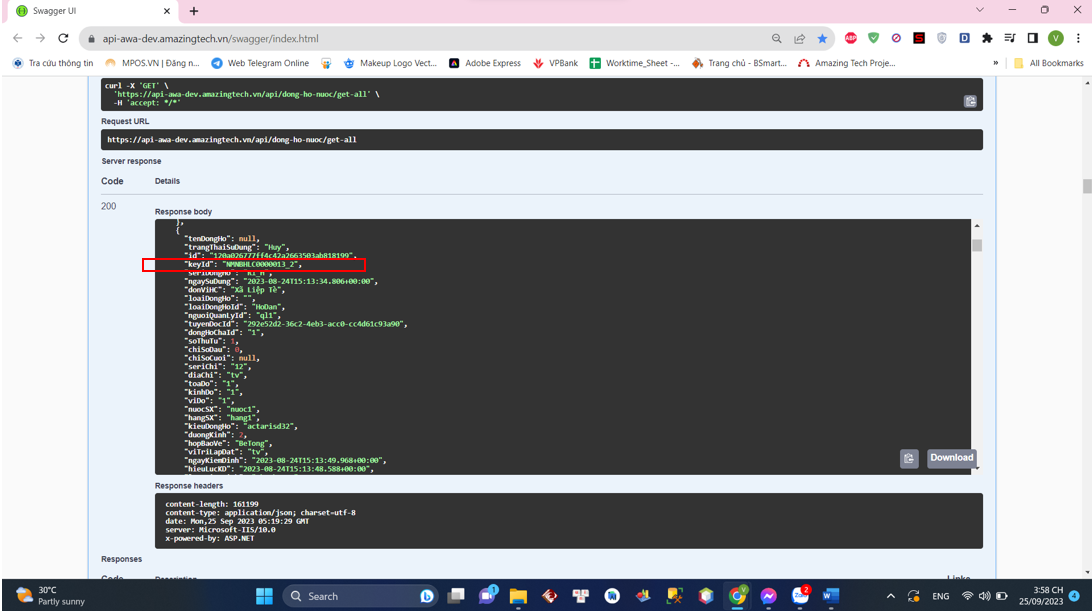 Swagger UI
api-awa-dev.amazingtech.vn/swagger/index.html
Tra cứu thông tin
MPOS.VN | Đăng n...
Web Telegram Online
Makeup Logo Vect...
Adobe Express
VPBank
Worktime_Sheet -...
Trang chủ - BSmart...
Amazing Tech Proje...
»
All Bookmarks
curl -X 'GET' \
'https://api-awa-dev.amazingtech.vn/api/dong-ho-nuoc/get-all' \
-H 'accept: */*'
Request URL
https://api-awa-dev.amazingtech.vn/api/dong-ho-nuoc/get-all
Server response
Code Details
200
Response body
},
{
"tenDongHo": null,
"trangThaiSuDung": "Huy",
"id": "120a026777ff4c42a2663503ab818199",
"keyId": "NMNBHLC0000013_2",
"seriDongHo": "KI_M",
"ngaySuDung": "2023-08-24T15:13:34.806+00:00",
"donViHC": "Xã Liệp Tè",
"loaiDongHo": "",
"loaiDongHoId": "HoDan",
"nguoiQuanLyId": "ql1",
"tuyenDocId": "292e52d2-36c2-4eb3-acc0-cc4d61c93a90",
"dongHoChaId": "1",
"soThuTu": 1,
"chiSoDau": 0,
"chiSoCuoi": null,
"seriChi": "12",
"diaChi": "tv",
"toaDo": "1",
"kinhDo": "1",
"viDo": "1",
"nuocSX": "nuoc1",
"hangSX": "hang1",
"kieuDongHo": "actarisd32",
"duongKinh": 2,
"hopBaoVe": "BeTong",
"viTriLapDat": "tv",
"ngayKiemDinh": "2023-08-24T15:13:49.968+00:00",
"hieuLucKD": "2023-08-24T15:13:48.588+00:00",
Download
Response headers
content-length: 161199
content-type: application/json; charset=utf-8
date: Mon,25 Sep 2023 05:19:29 GMT
server: Microsoft-IIS/10.0
x-powered-by: ASP.NET
Responses
Code Description Links
30°C
Partly sunny
Search
ENG
3:58 CH
25/09/2023